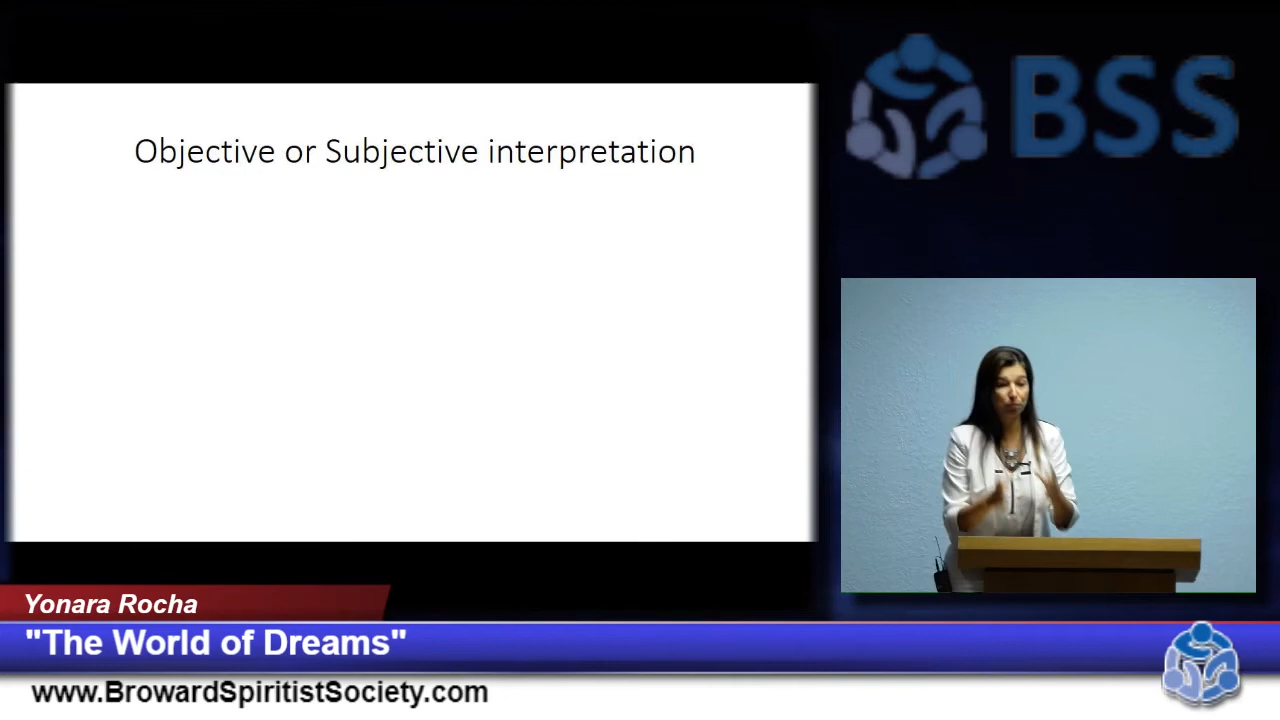 Objective or Subjective interpretation
BSS
Yonara Rocha
"The World of Dreams"
www.BrowardSpiritistSociety.com